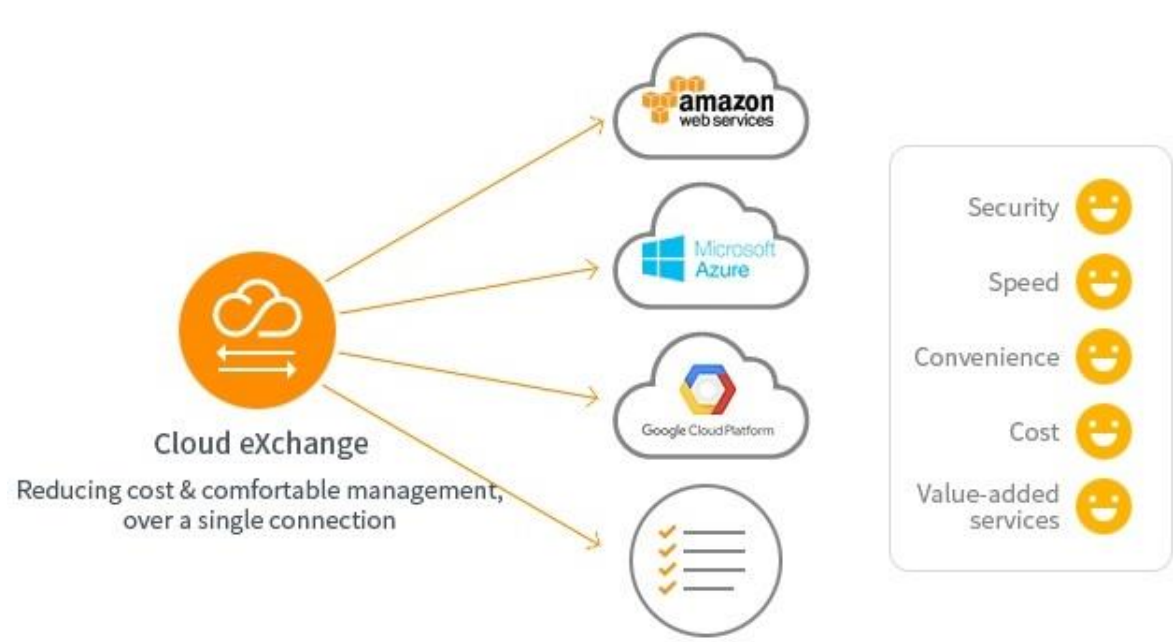 amazon
web services
Microsoft
Azure
Google Cloud Platform
Cloud eXchange
Reducing cost & comfortable management,
over a single connection
Security
Speed
Convenience
Cost
Value-added
services